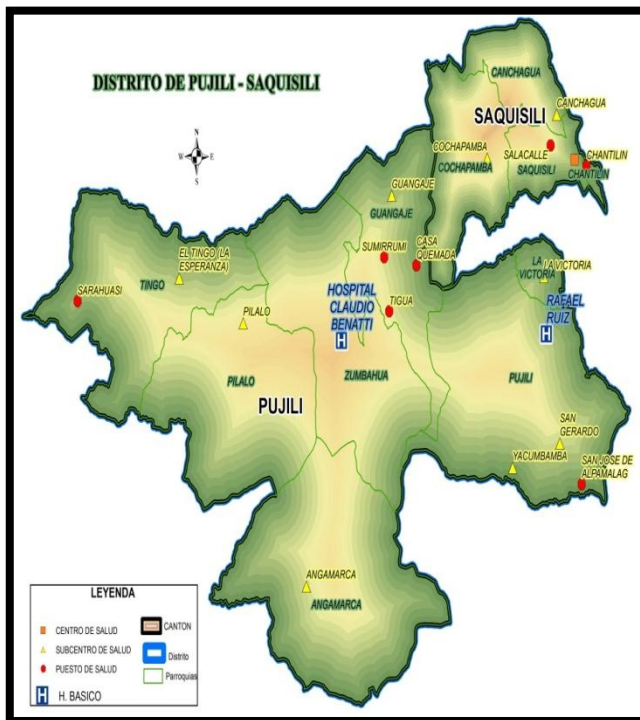 DISTRITO DE PUJILI - SAQUISILI
N
W E
S
CANCHAGUA
CANCHAGUA
SAQUISILI
COCHAPAMBA
COCHAPAMBA
SALACALLE
SAQUISILI
CHANTILIN
CHANTILIN
GUANGAJE
GUANGAJE
SUMIRRUMI
CASA
QUEMADA
EL TINGO (LA
ESPERANZA)
TINGO
SARAHUASI
LA
VICTORIA
LA VICTORIA
HOSPITAL
CLAUDIO
BENATTI
H
TIGUA
RAFAEL
RUIZ
H
PILALO
PILALO
ZUMBAHUA
PUJILI
PUJILI
SAN
GERARDO
YACUMBAMBA
SAN JOSE DE
ALPAMALAG
ANGAMARCA
ANGAMARCA
LEYENDA
CENTRO DE SALUD
SUBCENTRO DE SALUD
PUESTO DE SALUD
H H. BASICO
CANTON
Distrito
Parroquias